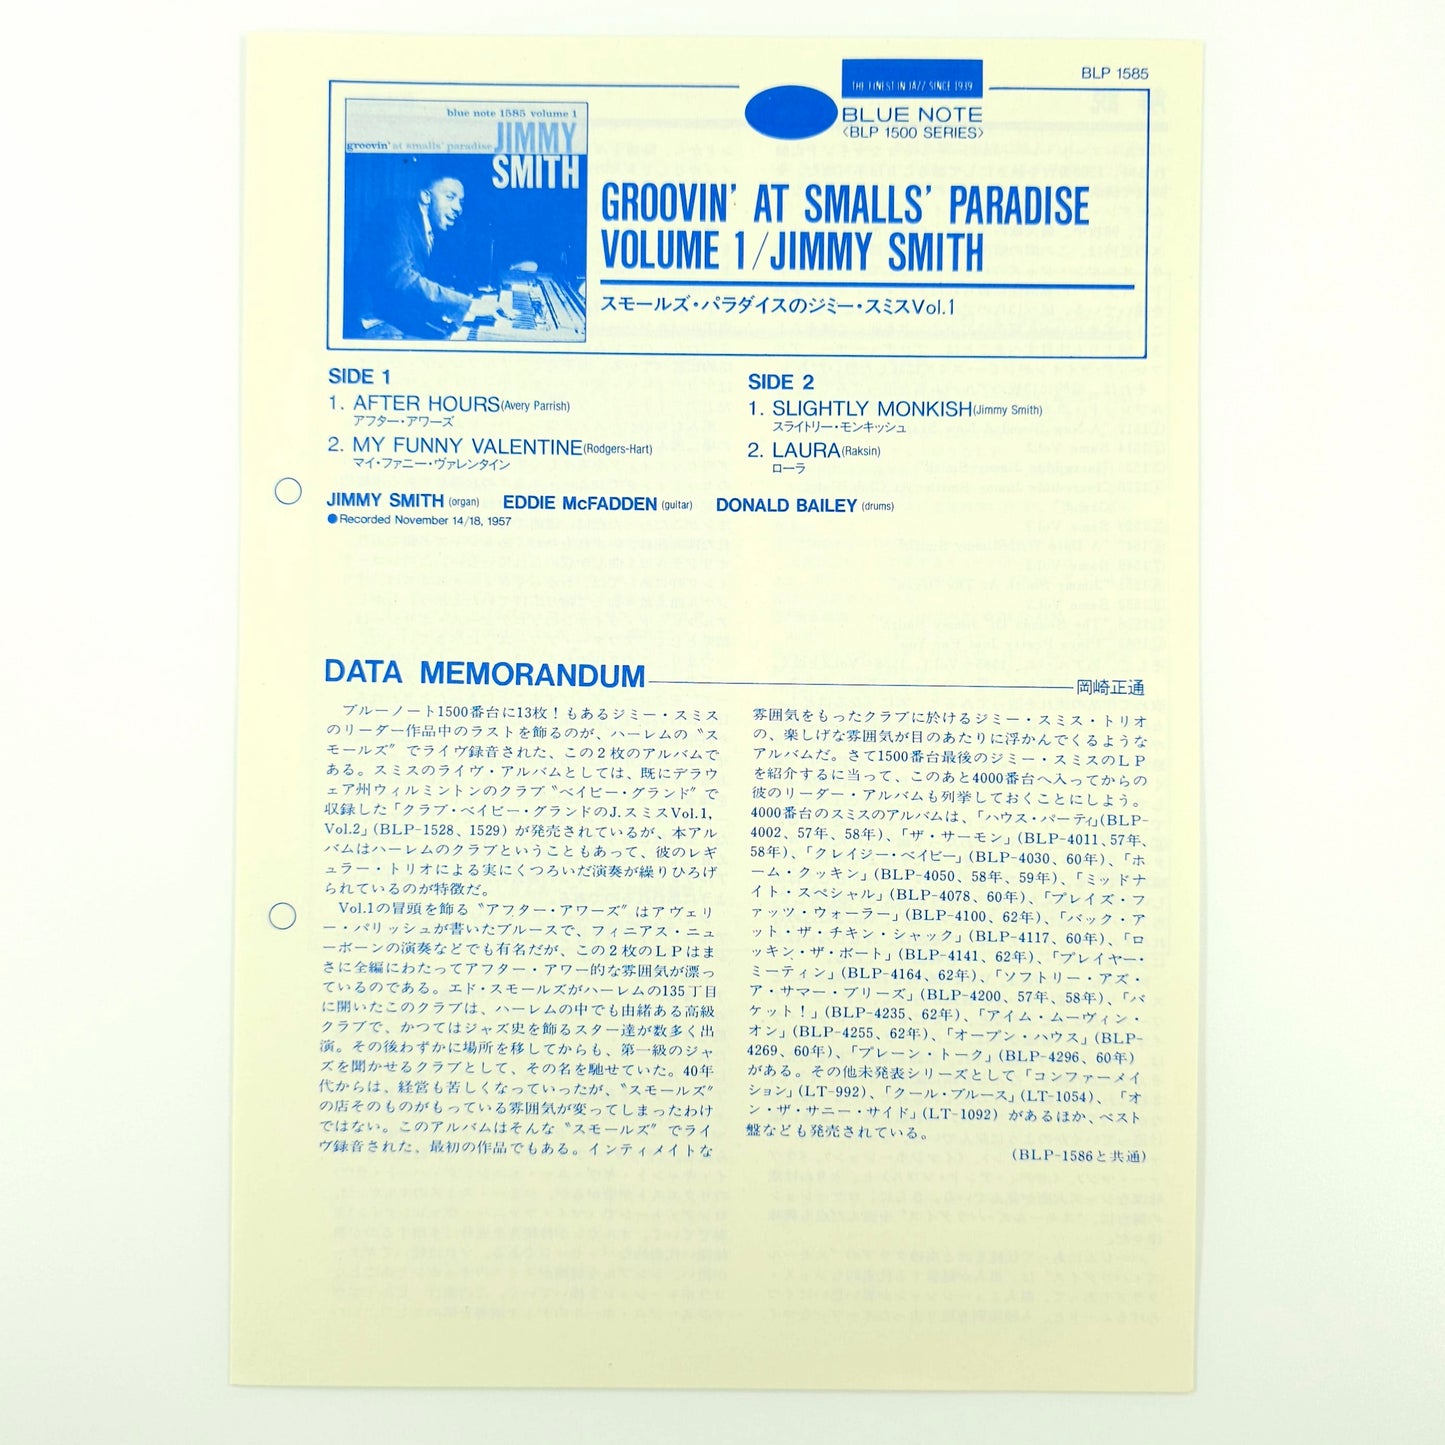 BLP 1585
THE FINEST IN JAZZ SINCE 1939
BLUE NOTE
〈BLP 1500 SERIES〉
blue note 1585 volume 1
JIMMY
groovin' at smalls' paradise
SMITH
GROOVIN' AT SMALLS' PARADISE
VOLUME 1/JIMMY SMITH
スモールズ・パラダイスのジミー・スミスVol.1
SIDE 1
1. AFTER HOURS(Avery Parrish)
アフター・アワーズ
2. MY FUNNY VALENTINE(Rodgers-Hart)
マイ・ファニー・ヴァレンタイン
SIDE 2
1. SLIGHTLY MONKISH(Jimmy Smith)
スライトリー・モンキッシュ
2. LAURA(Raksin)
ローラ
JIMMY SMITH (organ) EDDIE McFADDEN (guitar) DONALD BAILEY (drums)
●Recorded November 14/18, 1957
DATA MEMORANDUM 岡崎正通
ブルーノート1500番台に13枚！もあるジミー・スミス
のリーダー作品中のラストを飾るのが、ハーレムの〝ス
モールズ〟でライヴ録音された、この2枚のアルバムで
ある。スミスのライヴ・アルバムとしては、既にデラウ
ェア州ウィルミントンのクラブ〝ベイビー・グランド〟で
収録した「クラブ・ベイビー・グランドのJ.スミスVol.1,
Vol.2」(BLP-1528、1529) が発売されているが、本アル
バムはハーレムのクラブということもあって、彼のレギ
ュラー・トリオによる実にくつろいだ演奏が繰りひろげ
られているのが特徴だ。
Vol.1の冒頭を飾る〝アフター・アワーズ〟はアヴェリ
ー・パリッシュが書いたブルースで、フィニアス・ニュ
ーボーンの演奏などでも有名だが、この2枚のＬＰはま
さに全編にわたってアフター・アワー的な雰囲気が漂っ
ているのである。エド・スモールズがハーレムの135丁目
に開いたこのクラブは、ハーレムの中でも由緒ある高級
クラブで、かつてはジャズ史を飾るスター達が数多く出
演。その後わずかに場所を移してからも、第一級のジャ
ズを聞かせるクラブとして、その名を馳せていた。40年
代からは、経営も苦しくなっていったが、〝スモールズ〟
の店そのものがもっている雰囲気が変ってしまったわけ
ではない。このアルバムはそんな〝スモールズ〟でライ
ヴ録音された、最初の作品でもある。インティメイトな
雰囲気をもったクラブに於けるジミー・スミス・トリオ
の、楽しげな雰囲気が目のあたりに浮かんでくるような
アルバムだ。さて1500番台最後のジミー・スミスのＬＰ
を紹介するに当って、このあと4000番台へ入ってからの
彼のリーダー・アルバムも列挙しておくことにしよう。
4000番台のスミスのアルバムは、「ハウス・パーティ」(BLP-
4002、57年、58年)、「ザ・サーモン」(BLP-4011、57年、
58年)、「クレイジー・ベイビー」(BLP-4030、60年)、「ホ
ーム・クッキン」(BLP-4050、58年、59年)、「ミッドナ
イト・スペシャル」(BLP-4078、60年)、「プレイズ・フ
ァッツ・ウォーラー」(BLP-4100、62年)、「バック・ア
ット・ザ・チキン・シャック」(BLP-4117、60年)、「ロ
ッキン・ザ・ボート」(BLP-4141、62年)、「プレイヤー・
ミーティン」(BLP-4164、62年)、「ソフトリー・アズ・
ア・サマー・ブリーズ」(BLP-4200、57年、58年)、「バ
ケット！」(BLP-4235、62年)、「アイム・ムーヴィン・
オン」(BLP-4255、62年)、「オープン・ハウス」(BLP-
4269、60年)、「プレーン・トーク」(BLP-4296、60年)
がある。その他未発表シリーズとして「コンファーメイ
ション」(LT-992)、「クール・ブルース」(LT-1054)、「オ
ン・ザ・サニー・サイド」(LT-1092) があるほか、ベスト
盤なども発売されている。
(BLP-1586と共通)